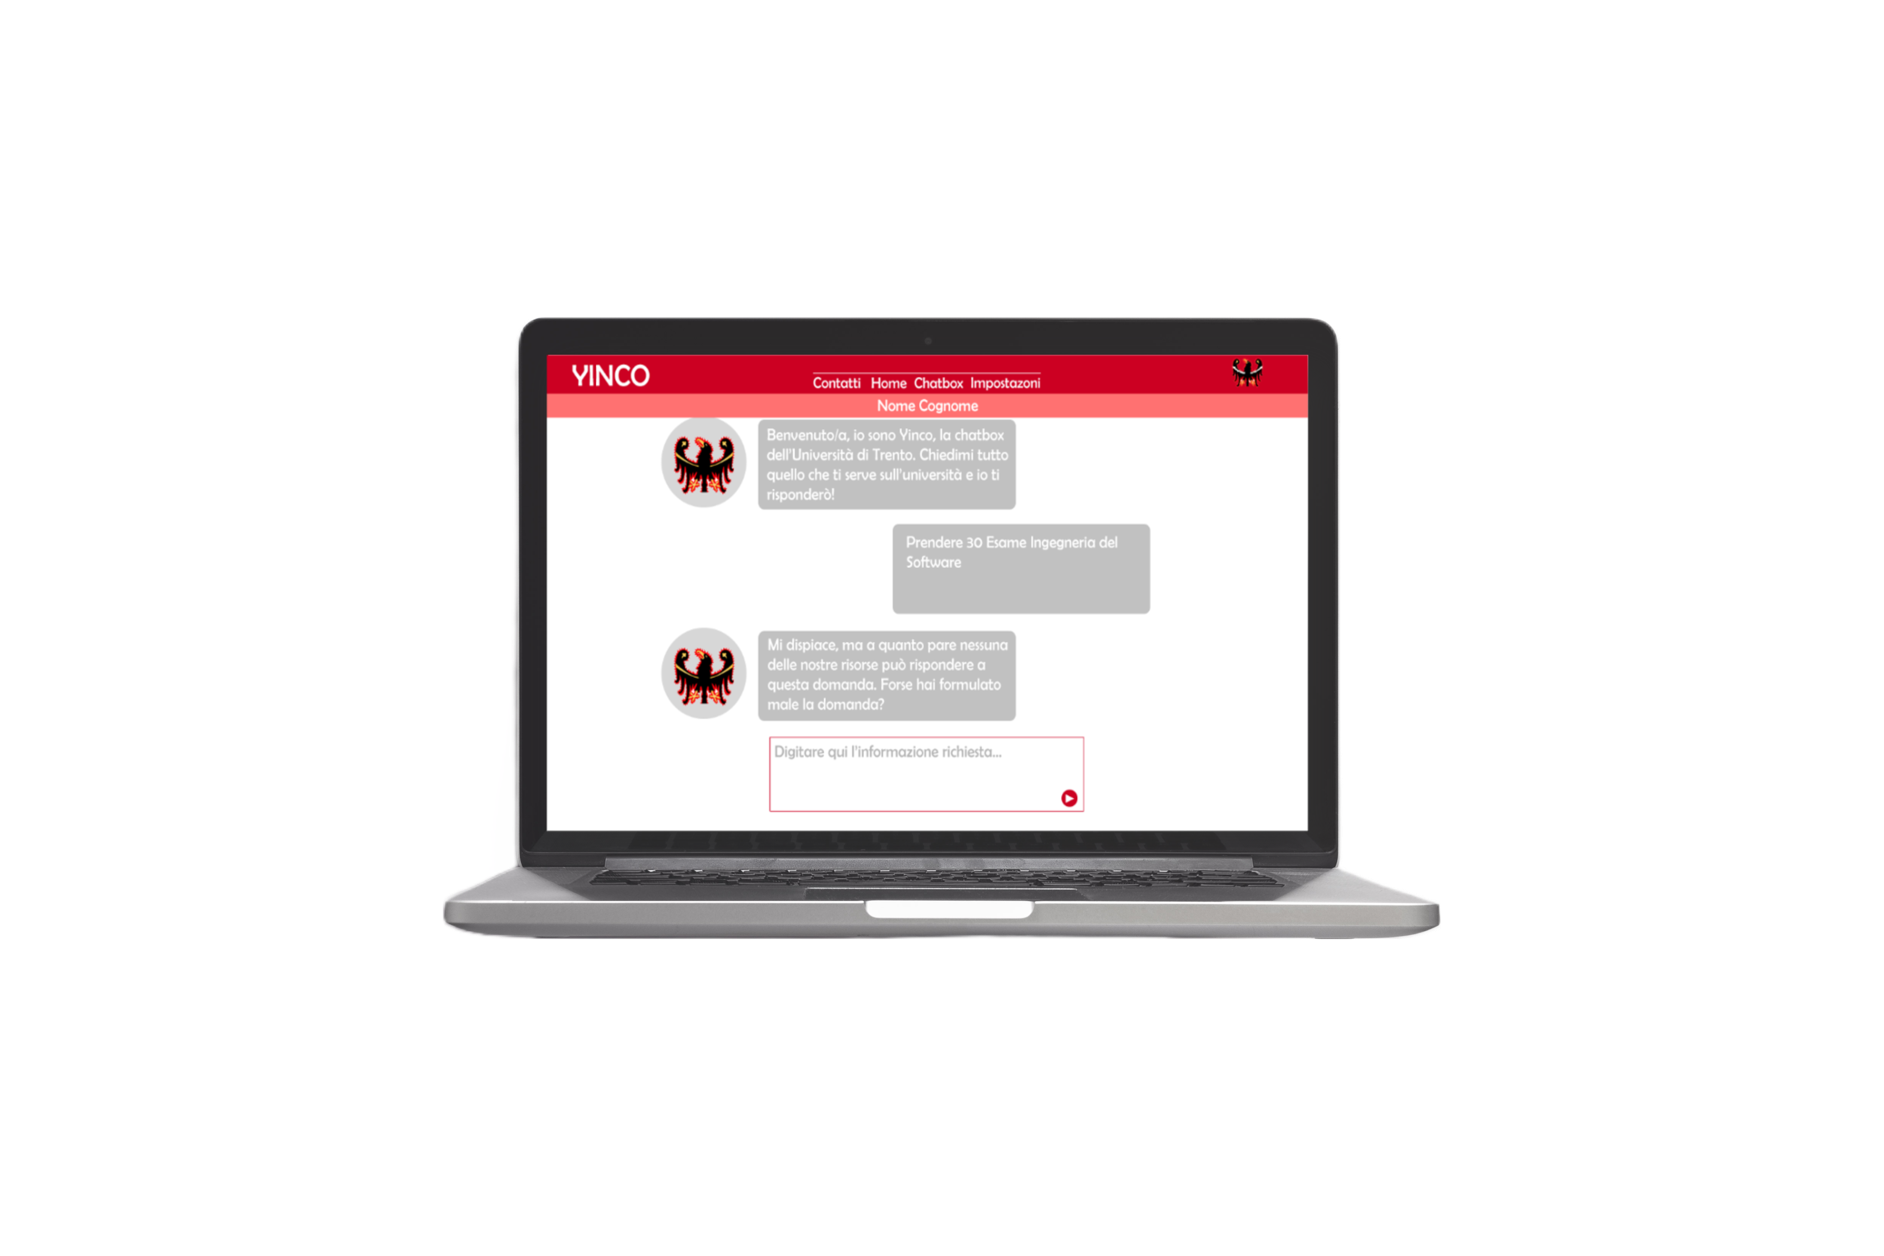 YINCO
Contatti Home Chatbox Impostazoni
Nome Cognome
Benvenuto/a, io sono Yinco, la chatbox
dell'Università di Trento. Chiedimi tutto
quello che ti serve sull'università e io ti
risponderò!
Prendere 30 Esame Ingegneria del
Software
Mi dispiace, ma a quanto pare nessuna
delle nostre risorse può rispondere a
questa domanda. Forse hai formulato
male la domanda?
Digitare qui l'informazione richiesta...